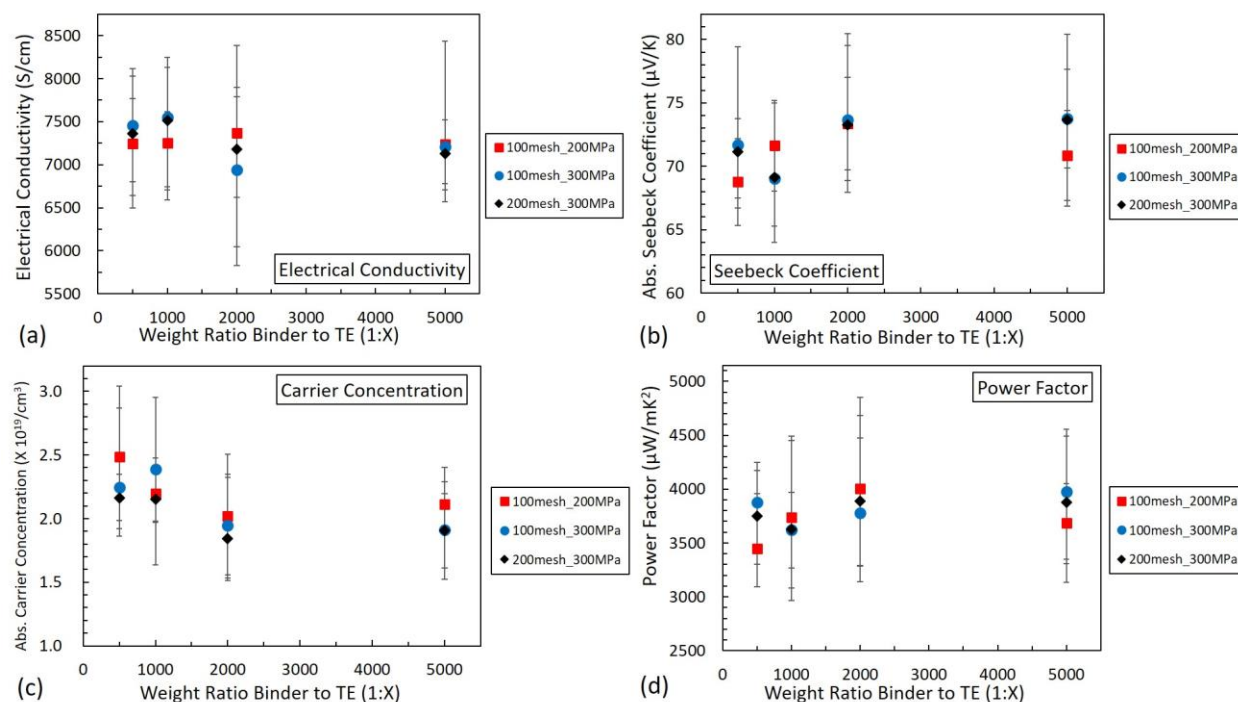 8500
8000
7500
7000
6500
6000
5500
Electrical Conductivity (S/cm)
Electrical Conductivity
0 1000 2000 3000 4000 5000
(a) Weight Ratio Binder to TE (1:X)
100mesh_200MPa
100mesh_300MPa
200mesh_300MPa
80
75
70
65
60
Abs. Seebeck Coefficient (µV/K)
Seebeck Coefficient
0 1000 2000 3000 4000 5000
(b) Weight Ratio Binder to TE (1:X)
100mesh_200MPa
100mesh_300MPa
200mesh_300MPa
Carrier Concentration
3.0
2.5
2.0
1.5
1.0
Abs. Carrier Concentration (X 10¹⁹/cm³)
0 1000 2000 3000 4000 5000
(c) Weight Ratio Binder to TE (1:X)
100mesh_200MPa
100mesh_300MPa
200mesh_300MPa
Power Factor
5000
4500
4000
3500
3000
2500
Power Factor (µW/mK²)
0 1000 2000 3000 4000 5000
(d) Weight Ratio Binder to TE (1:X)
100mesh_200MPa
100mesh_300MPa
200mesh_300MPa